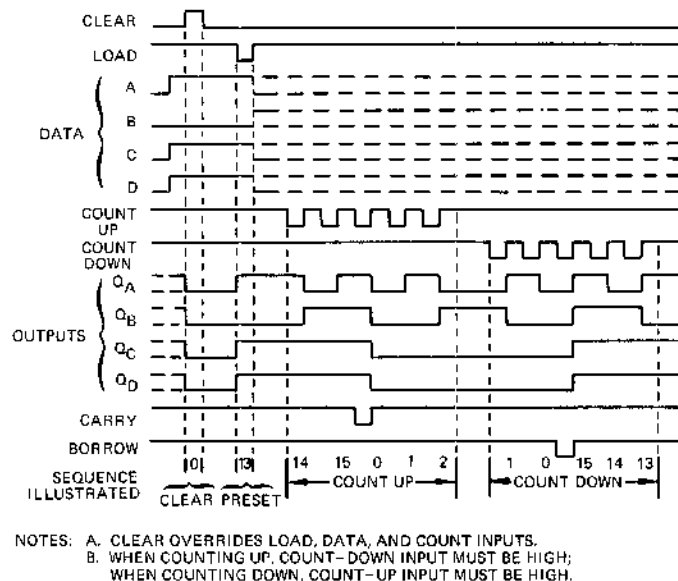 CLEAR
LOAD
DATA
A
B
C
D
COUNT UP
COUNT DOWN
OUTPUTS
QA
QB
QC
QD
CARRY
BORROW
SEQUENCE ILLUSTRATED
0 13 14 15 0 1 2 1 0 15 14 13
CLEAR PRESET COUNT UP COUNT DOWN
NOTES: A. CLEAR OVERRIDES LOAD, DATA, AND COUNT INPUTS.
B. WHEN COUNTING UP, COUNT-DOWN INPUT MUST BE HIGH;
WHEN COUNTING DOWN, COUNT-UP INPUT MUST BE HIGH.